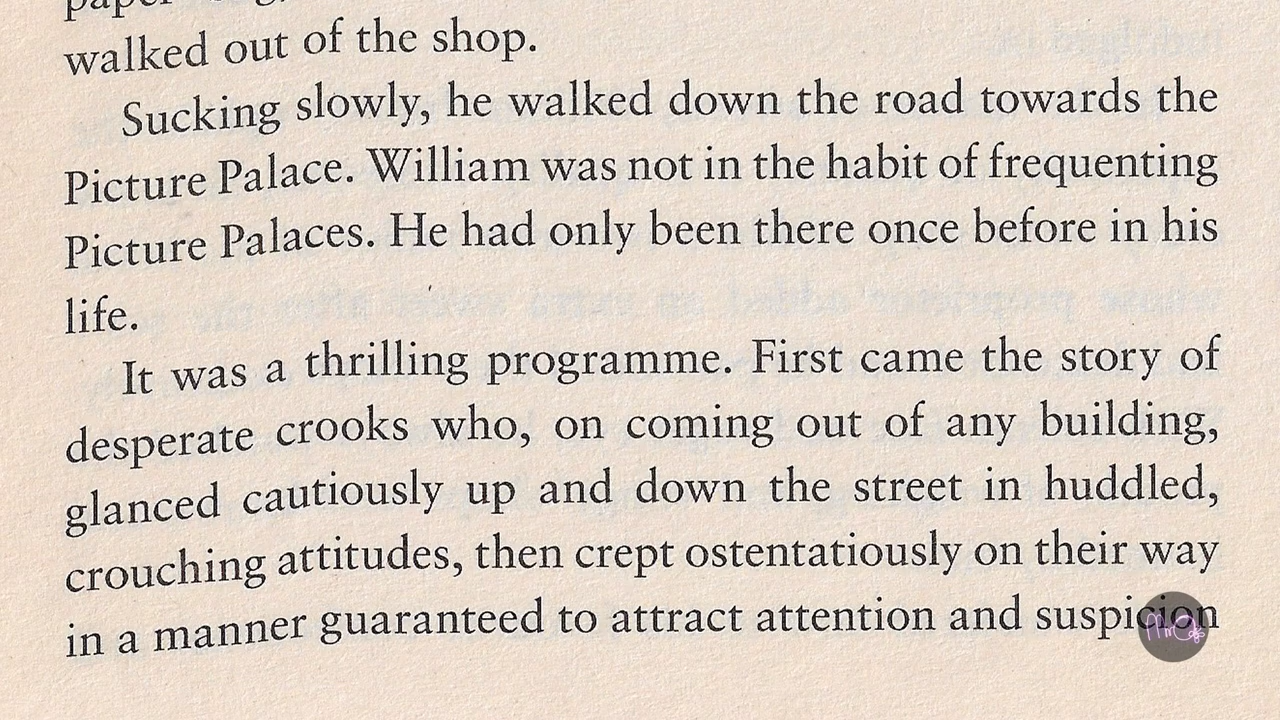 walked out of the shop.
Sucking slowly, he walked down the road towards the
Picture Palace. William was not in the habit of frequenting
Picture Palaces. He had only been there once before in his
life.
It was a thrilling programme. First came the story of
desperate crooks who, on coming out of any building,
glanced cautiously up and down the street in huddled,
crouching attitudes, then crept ostentatiously on their way
in a manner guaranteed to attract attention and suspicion